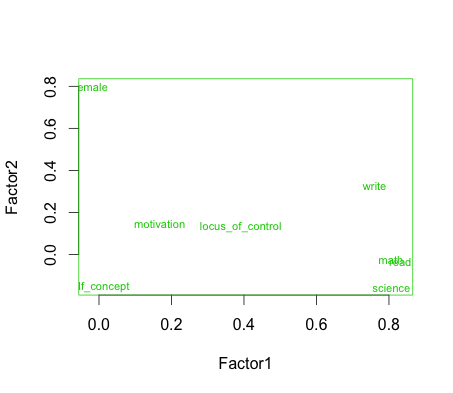 0.8
emale
0.6
0.4
write
0.2
motivation
locus_of_control
0.0
math
read
lf_concept
science
0.0 0.2 0.4 0.6 0.8
Factor1
Factor2